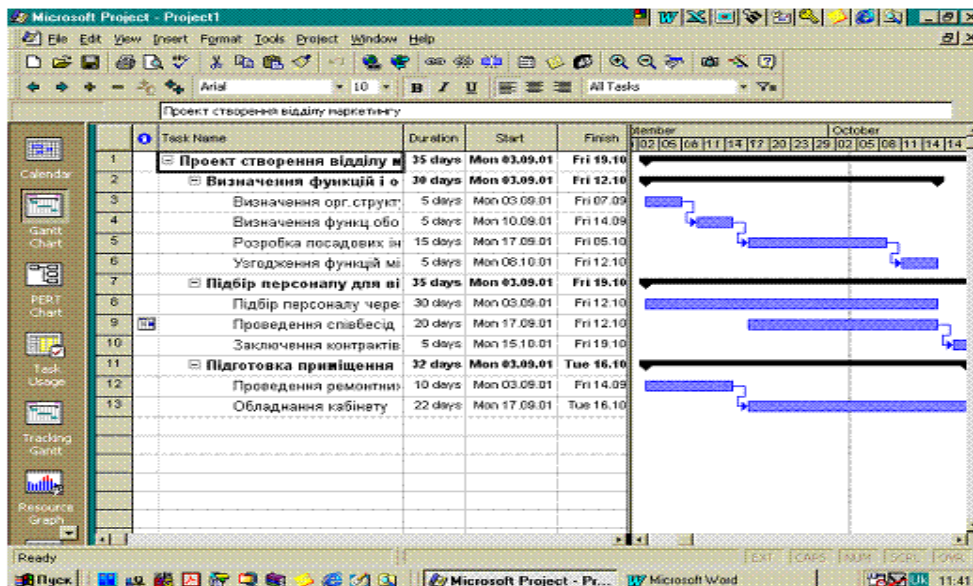 Microsoft Project - Project1
File Edit View Insert Format Tools Project Window Help
Arial 10 B I U All Tasks
Проект створення відділу маркетингу
Task Name Duration Start Finish
tember October
02 05 08 11 14 17 20 23 29 02 05 08 11 14 14
1 Проект створення відділу м 35 days Mon 03.09.01 Fri 19.10
2 Визначення функцій і о 30 days Mon 03.09.01 Fri 12.10
3 Визначення орг.структ 5 days Mon 03.09.01 Fri 07.09
4 Визначення функц.обо 5 days Mon 10.09.01 Fri 14.09
5 Розробка посадових ін 15 days Mon 17.09.01 Fri 05.10
6 Узгодження функцій мі 5 days Mon 08.10.01 Fri 12.10
7 Підбір персоналу для ві 35 days Mon 03.09.01 Fri 19.10
8 Підбір персоналу чере 30 days Mon 03.09.01 Fri 12.10
9 Проведення співбесід 20 days Mon 17.09.01 Fri 12.10
10 Заключення контрактів 5 days Mon 15.10.01 Fri 19.10
11 Підготовка приміщення 32 days Mon 03.09.01 Tue 16.10
12 Проведення ремонтних 10 days Mon 03.09.01 Fri 14.09
13 Обладнання кабінету 22 days Mon 17.09.01 Tue 16.10
Calendar
Gantt
Chart
PERT
Chart
Task
Usage
Tracking
Gantt
Resource
Graph
Ready EXT CAPS NUM SCRL OVR
Пуск Microsoft Project - Pr... Microsoft Word UK 11:41